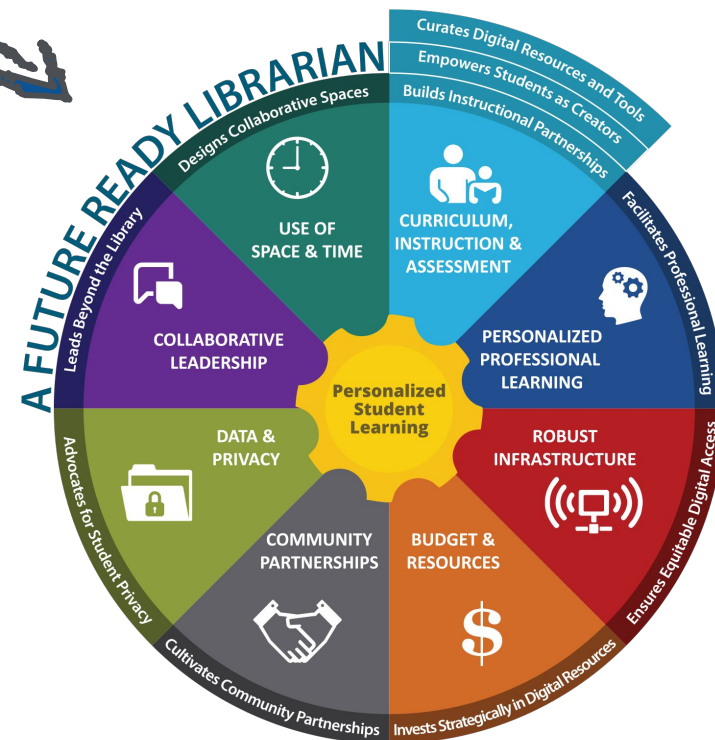 A FUTURE READY LIBRARIAN
Curates Digital Resources and Tools
Empowers Students as Creators
Builds Instructional Partnerships
CURRICULUM,
INSTRUCTION &
ASSESSMENT
Facilitates Professional Learning
PERSONALIZED
PROFESSIONAL
LEARNING
Ensures Equitable Digital Access
ROBUST
INFRASTRUCTURE
Invests Strategically in Digital Resources
BUDGET &
RESOURCES
$
Cultivates Community Partnerships
COMMUNITY
PARTNERSHIPS
Advocates for Student Privacy
DATA &
PRIVACY
Leads Beyond the Library
COLLABORATIVE
LEADERSHIP
Designs Collaborative Spaces
USE OF
SPACE & TIME
Personalized
Student
Learning